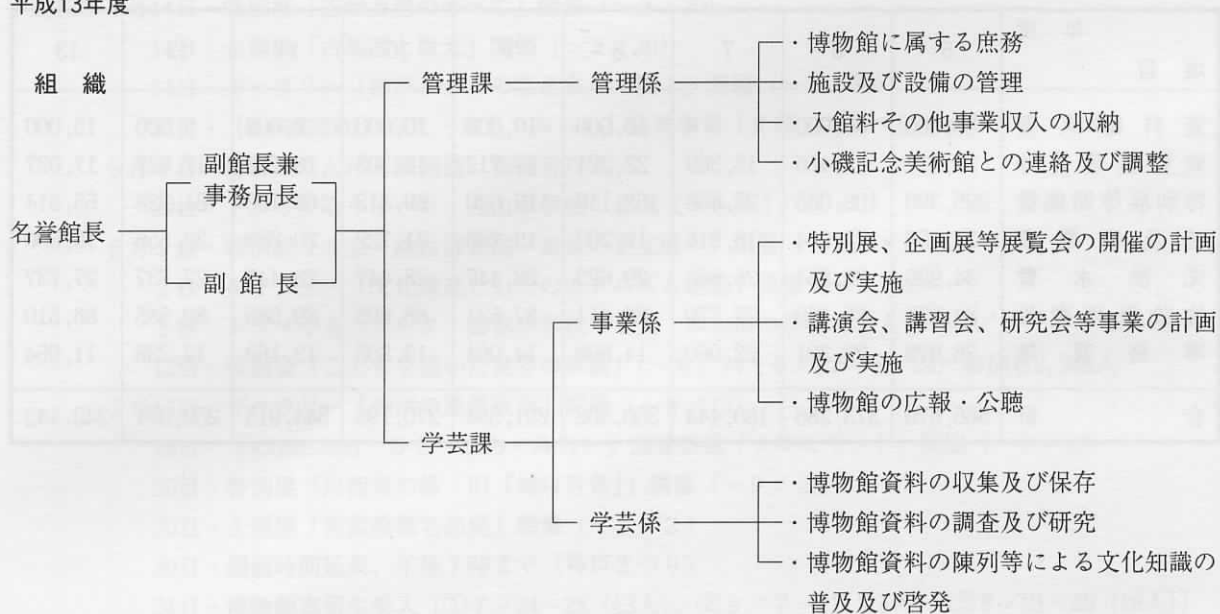 平成13年度
組　織
名誉館長
副館長兼
事務局長
副 館 長
管理課
管理係
・博物館に属する庶務
・施設及び設備の管理
・入館料その他事業収入の収納
・小磯記念美術館との連絡及び調整
学芸課
事業係
・特別展、企画展等展覧会の開催の計画
及び実施
・講演会、講習会、研究会等事業の計画
及び実施
・博物館の広報・公聴
学芸係
・博物館資料の収集及び保存
・博物館資料の調査及び研究
・博物館資料の陳列等による文化知識の
普及及び啓発